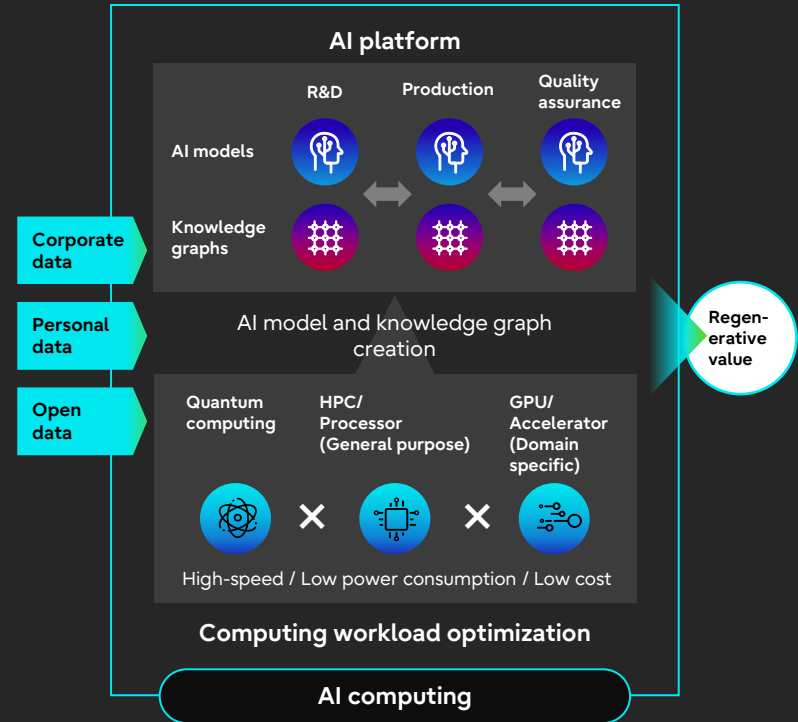 AI platform
R&D
Production
Quality
assurance
AI models
Knowledge
graphs
Corporate
data
Personal
data
Open
data
AI model and knowledge graph
creation
Regen-
erative
value
Quantum
computing
HPC/
Processor
(General purpose)
GPU/
Accelerator
(Domain
specific)
High-speed / Low power consumption / Low cost
Computing workload optimization
AI computing